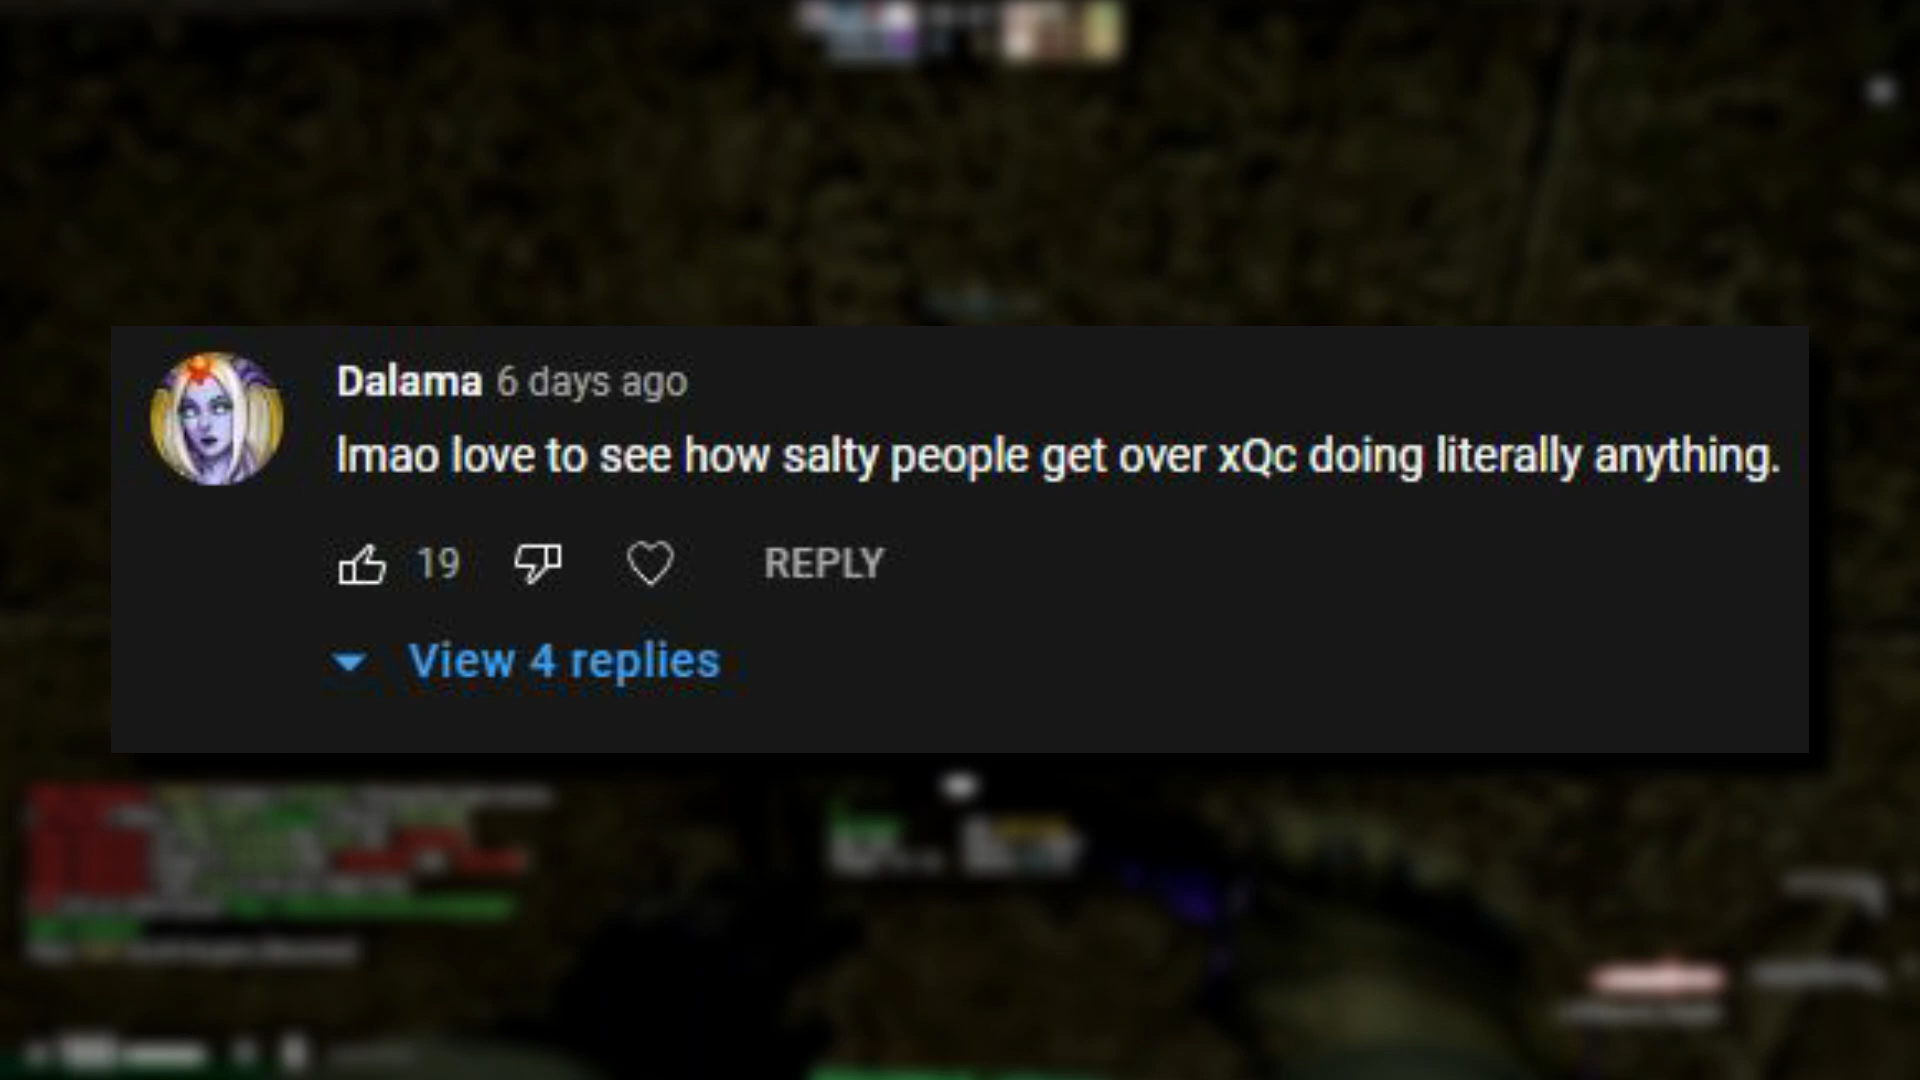 Dalama 6 days ago
lmao love to see how salty people get over xQc doing literally anything.
19 REPLY
View 4 replies